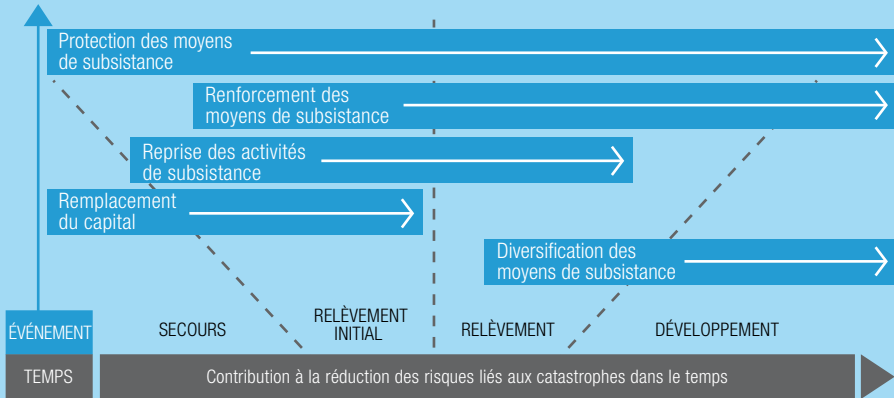 Protection des moyens
de subsistance
Renforcement des
moyens de subsistance
Reprise des activités
de subsistance
Remplacement
du capital
Diversification des
moyens de subsistance
ÉVÉNEMENT
SECOURS
RELÈVEMENT
INITIAL
RELÈVEMENT
DÉVELOPPEMENT
TEMPS
Contribution à la réduction des risques liés aux catastrophes dans le temps